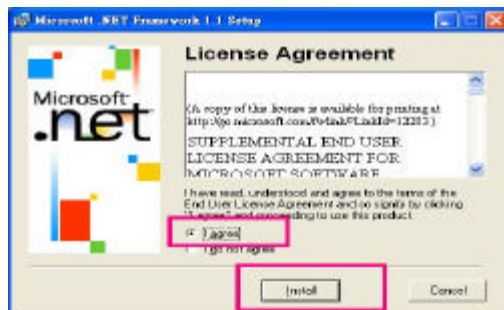 Microsoft .NET Framework 1.1 Setup
License Agreement
Microsoft
.net
(A copy of this license is available for printing at
SUPPLEMENTAL END USER
LICENSE AGREEMENT FOR
MICROSOFT SOFTWARE
I have read, understood and agree to the terms of the
End User License Agreement and so signify by clicking
"I agree" and proceeding to use this product.
I agree
I do not agree
Install
Cancel